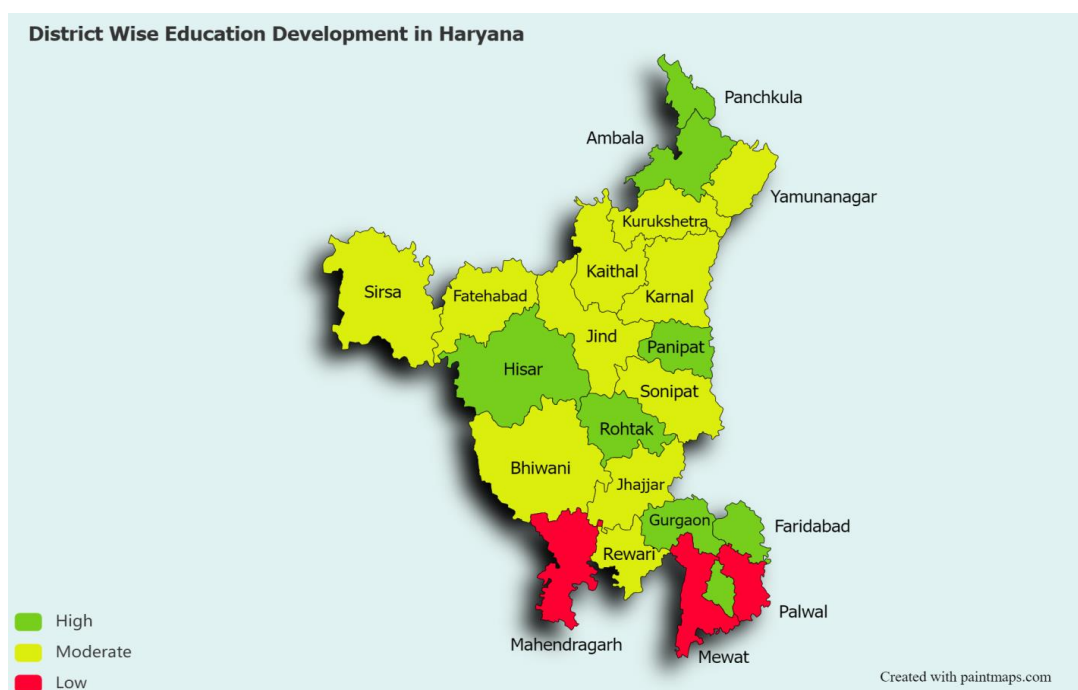 District Wise Education Development in Haryana
Panchkula
Ambala
Yamunanagar
Kurukshetra
Kaithal
Sirsa
Fatehabad
Karnal
Jind
Panipat
Hisar
Sonipat
Rohtak
Bhiwani
Jhajjar
Gurgaon
Faridabad
Rewari
Palwal
Mahendragarh
Mewat
High
Moderate
Low
Created with paintmaps.com